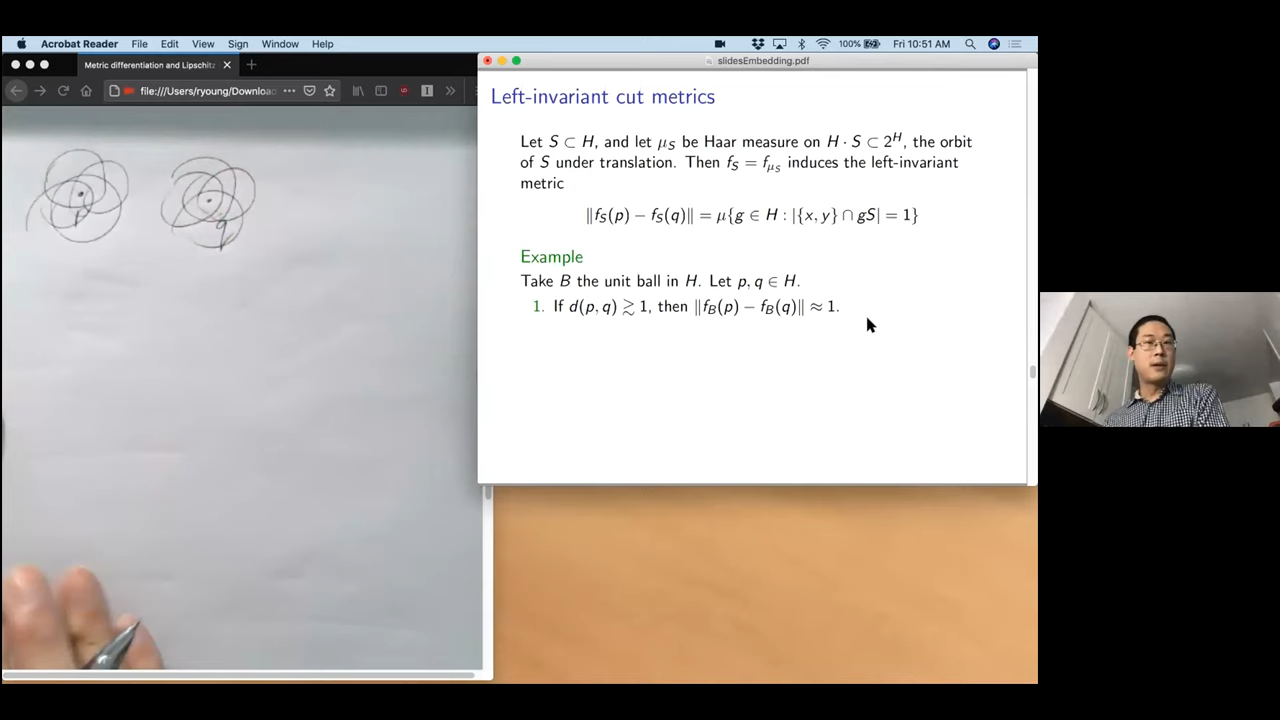 Acrobat Reader File Edit View Sign Window Help 100% Fri 10:51 AM
Metric differentiation and Lipschitz
file:///Users/ryoung/Downloa
slidesEmbedding.pdf
Left-invariant cut metrics
Let S ⊂ H, and let μ_S be Haar measure on H · S ⊂ 2^H, the orbit
of S under translation. Then f_S = f_{μ_S} induces the left-invariant
metric
‖f_S(p) − f_S(q)‖ = μ{g ∈ H : |{x, y} ∩ gS| = 1}
Example
Take B the unit ball in H. Let p, q ∈ H.
1. If d(p, q) ≳ 1, then ‖f_B(p) − f_B(q)‖ ≈ 1.
p
q